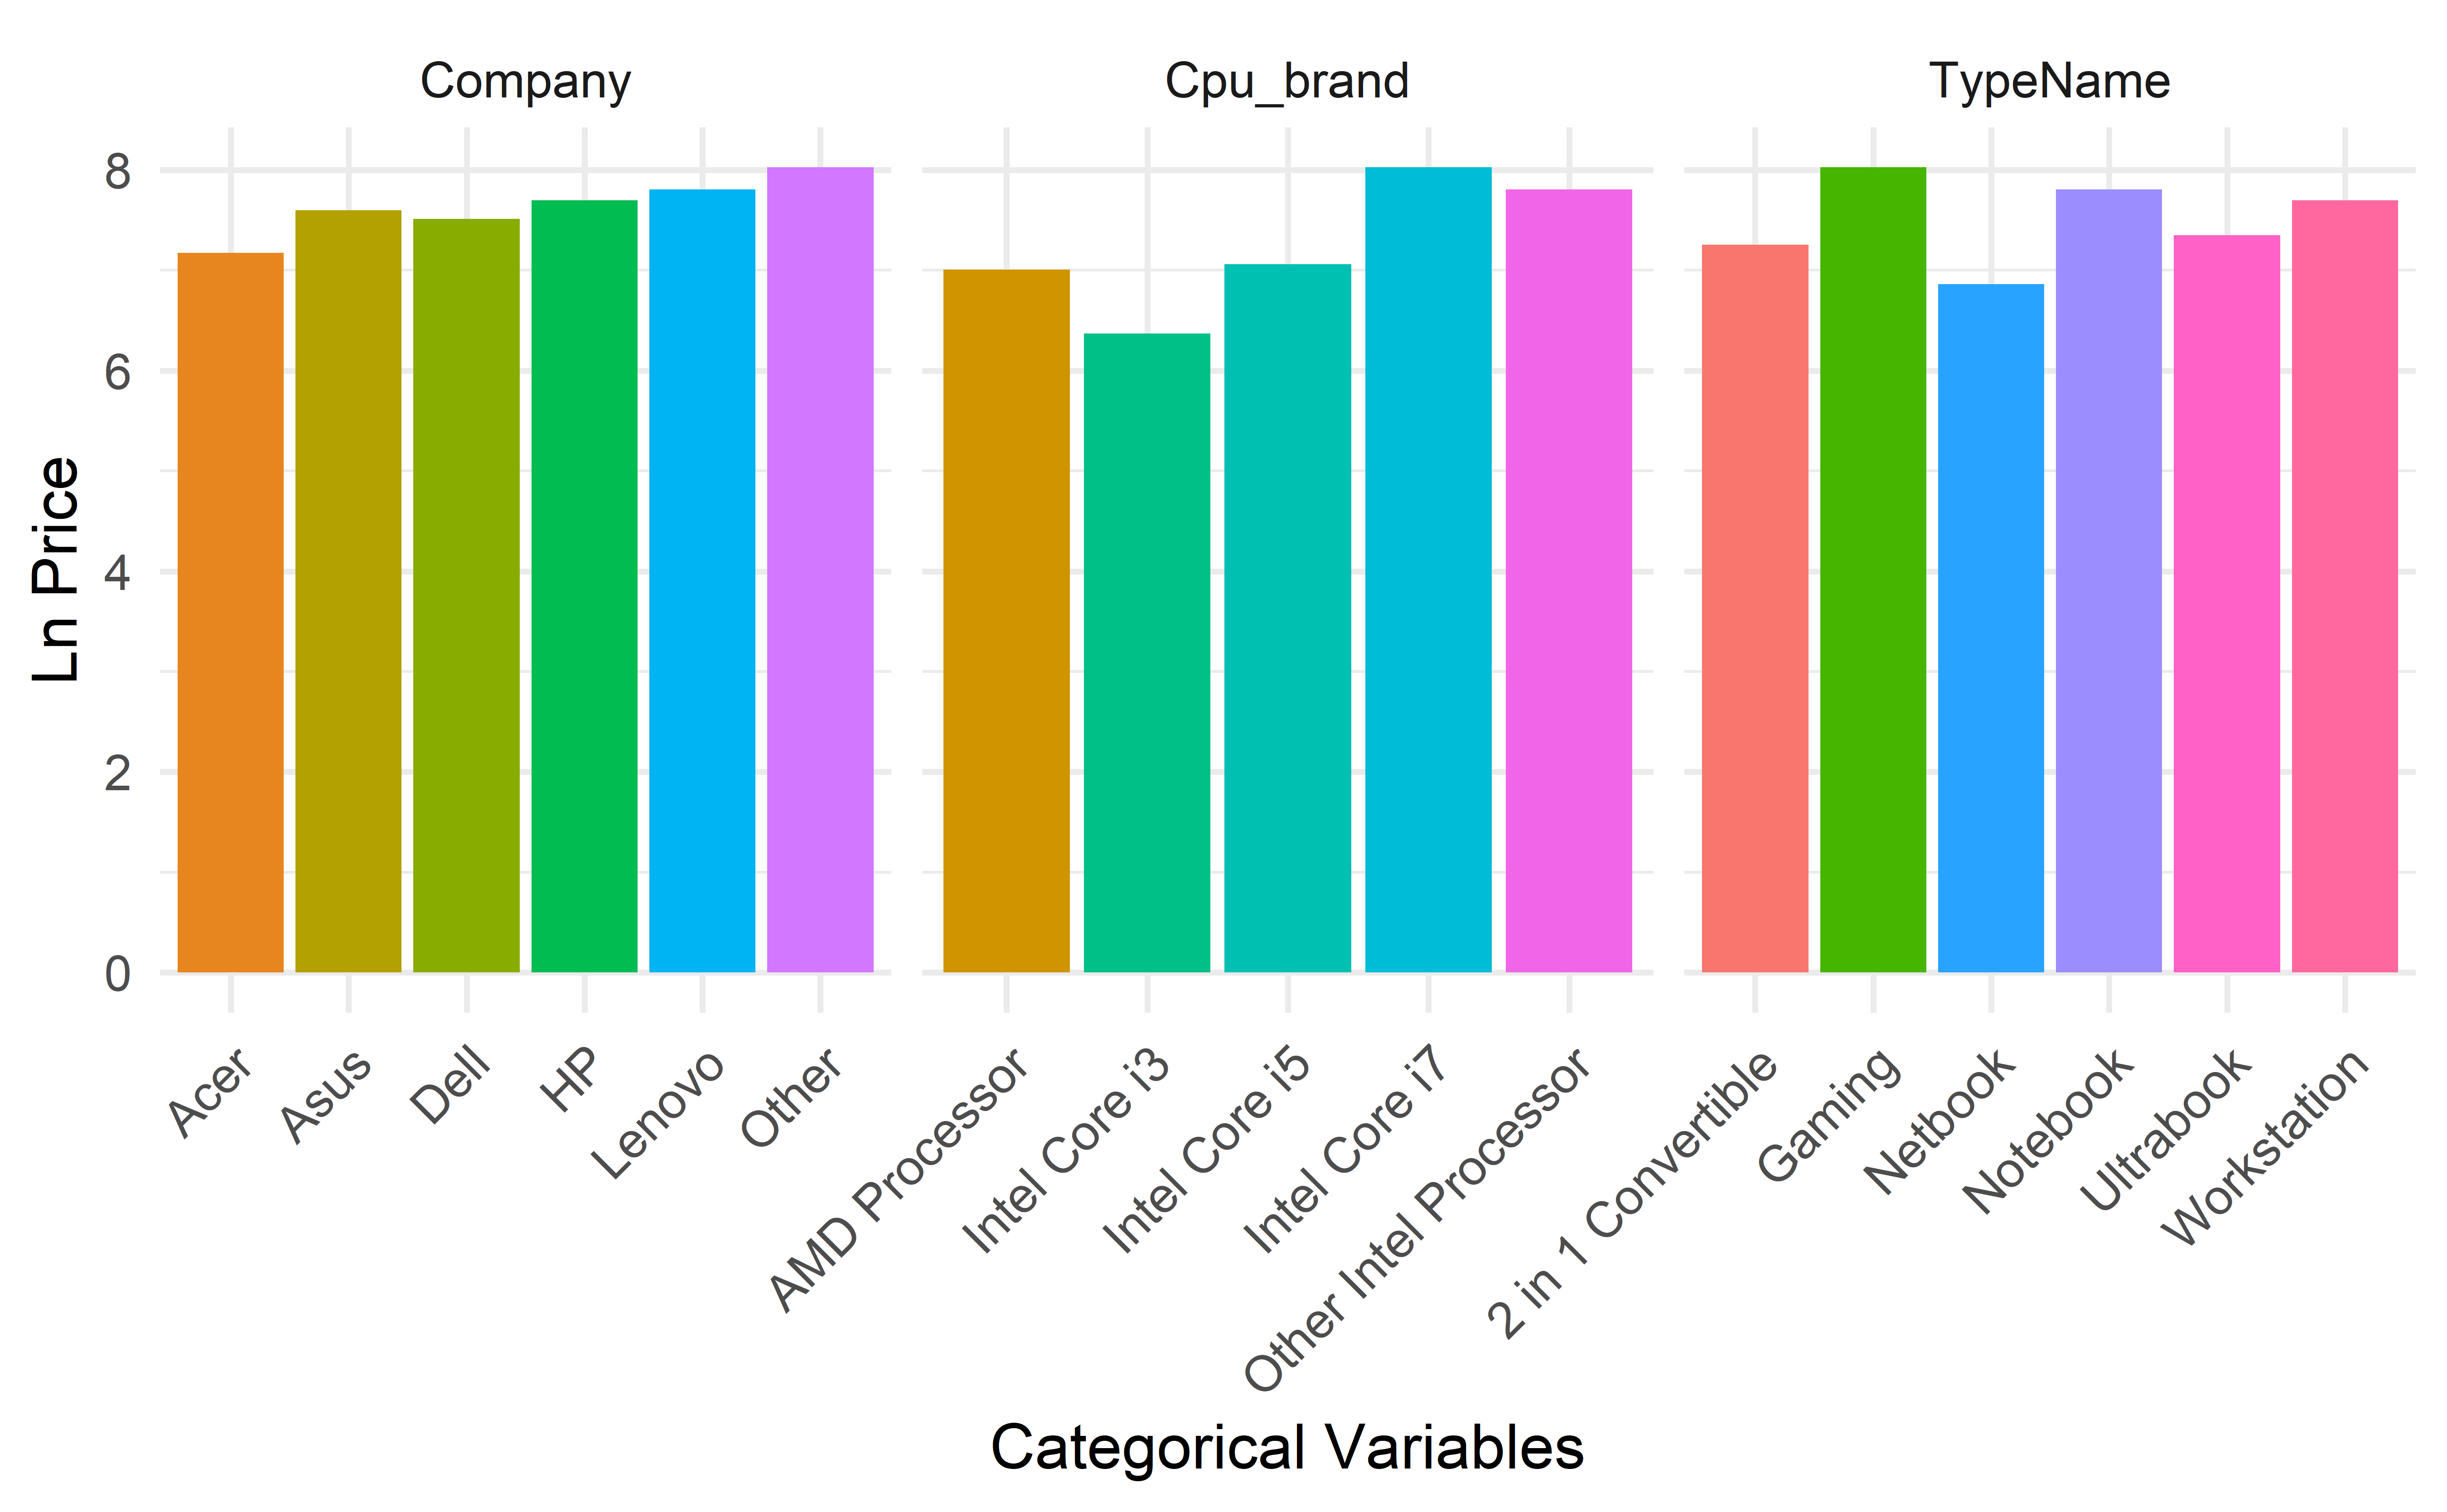 Company
Cpu_brand
TypeName
Ln Price
8
6
4
2
0
Acer
Asus
Dell
HP
Lenovo
Other
AMD Processor
Intel Core i3
Intel Core i5
Intel Core i7
Other Intel Processor
2 in 1 Convertible
Gaming
Netbook
Notebook
Ultrabook
Workstation
Categorical Variables